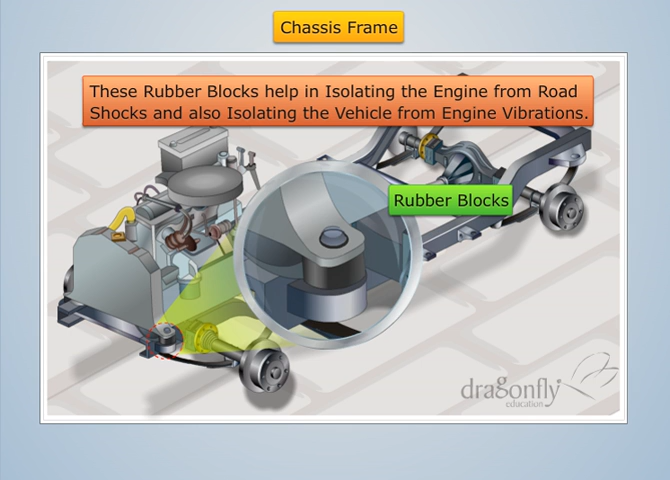 Chassis Frame
These Rubber Blocks help in Isolating the Engine from Road
Shocks and also Isolating the Vehicle from Engine Vibrations.
Rubber Blocks
dragonfly
education